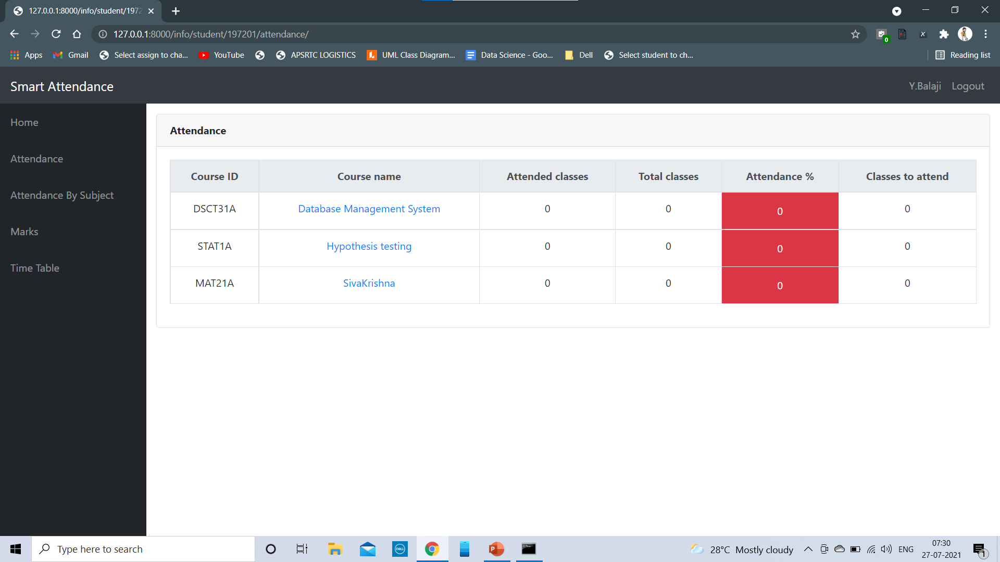 127.0.0.1:8000/info/student/1972
127.0.0.1:8000/info/student/197201/attendance/
0
X
Apps Gmail Select assign to cha... YouTube APSRTC LOGISTICS UML Class Diagram... Data Science - Goo... Dell Select student to ch... Reading list
Smart Attendance Y.Balaji Logout
Home
Attendance
Attendance By Subject
Marks
Time Table
Attendance
Course ID Course name Attended classes Total classes Attendance % Classes to attend
DSCT31A Database Management System 0 0 0 0
STAT1A Hypothesis testing 0 0 0 0
MAT21A SivaKrishna 0 0 0 0
Type here to search DELL P 28°C Mostly cloudy ENG 07:30
27-07-2021 1